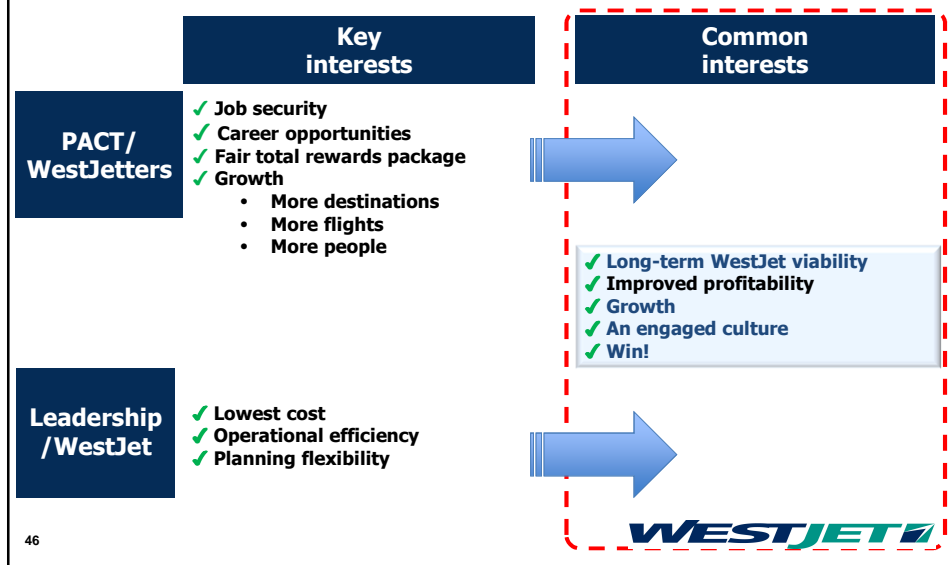 Key
interests
Common
interests
PACT/
WestJetters
✓ Job security
✓ Career opportunities
✓ Fair total rewards package
✓ Growth
• More destinations
• More flights
• More people
✓ Long-term WestJet viability
✓ Improved profitability
✓ Growth
✓ An engaged culture
✓ Win!
Leadership
/WestJet
✓ Lowest cost
✓ Operational efficiency
✓ Planning flexibility
46
WESTJET